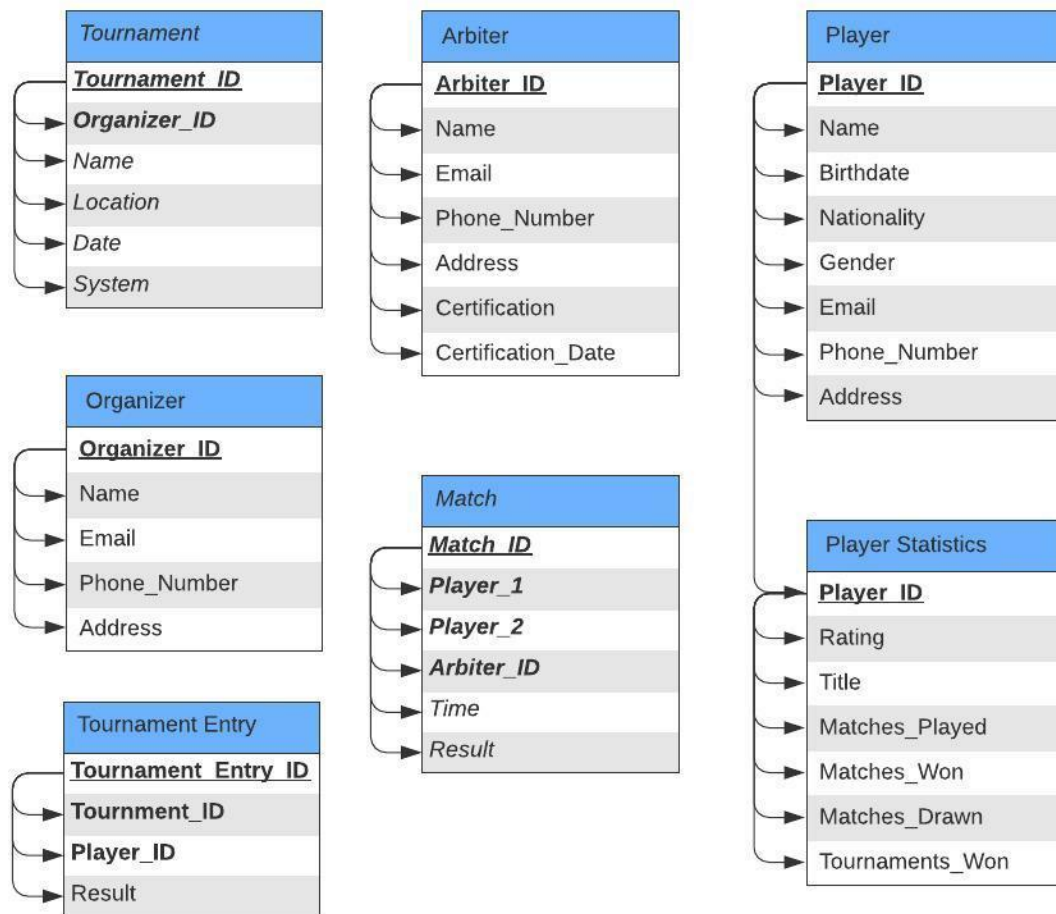 Tournament
Tournament_ID
Organizer_ID
Name
Location
Date
System
Arbiter
Arbiter_ID
Name
Email
Phone_Number
Address
Certification
Certification_Date
Player
Player_ID
Name
Birthdate
Nationality
Gender
Email
Phone_Number
Address
Organizer
Organizer_ID
Name
Email
Phone_Number
Address
Match
Match_ID
Player_1
Player_2
Arbiter_ID
Time
Result
Player Statistics
Player_ID
Rating
Title
Matches_Played
Matches_Won
Matches_Drawn
Tournaments_Won
Tournament Entry
Tournament_Entry_ID
Tournment_ID
Player_ID
Result